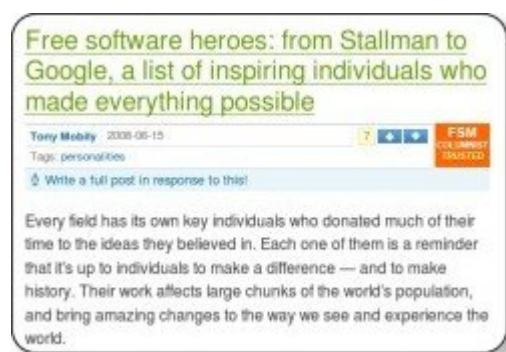 Free software heroes: from Stallman to
Google, a list of inspiring individuals who
made everything possible
Tony Mobily 2008-06-15 7
FSM
COLUMNIST
TRUSTED
Tags: personalities
Write a full post in response to this!
Every field has its own key individuals who donated much of their
time to the ideas they believed in. Each one of them is a reminder
that it's up to individuals to make a difference — and to make
history. Their work affects large chunks of the world's population,
and bring amazing changes to the way we see and experience the
world.